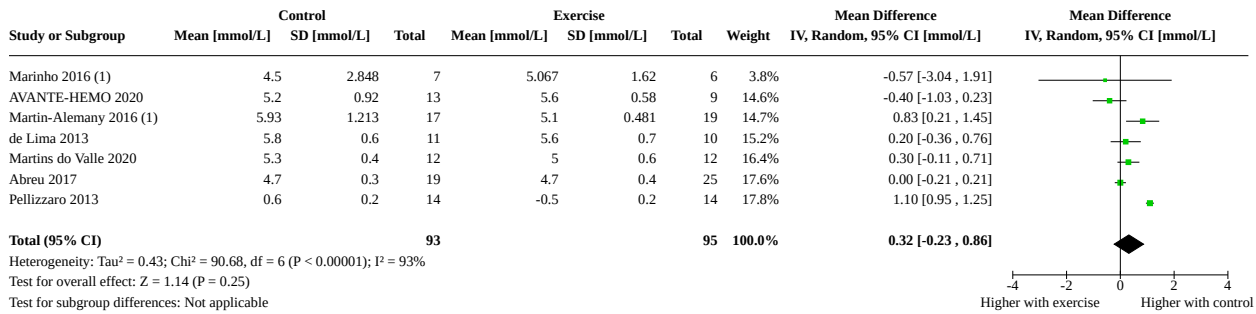 Control Exercise Mean Difference Mean Difference
Study or Subgroup Mean [mmol/L] SD [mmol/L] Total Mean [mmol/L] SD [mmol/L] Total Weight IV, Random, 95% CI [mmol/L] IV, Random, 95% CI [mmol/L]
Marinho 2016 (1) 4.5 2.848 7 5.067 1.62 6 3.8% -0.57 [-3.04 , 1.91]
AVANTE-HEMO 2020 5.2 0.92 13 5.6 0.58 9 14.6% -0.40 [-1.03 , 0.23]
Martin-Alemany 2016 (1) 5.93 1.213 17 5.1 0.481 19 14.7% 0.83 [0.21 , 1.45]
de Lima 2013 5.8 0.6 11 5.6 0.7 10 15.2% 0.20 [-0.36 , 0.76]
Martins do Valle 2020 5.3 0.4 12 5 0.6 12 16.4% 0.30 [-0.11 , 0.71]
Abreu 2017 4.7 0.3 19 4.7 0.4 25 17.6% 0.00 [-0.21 , 0.21]
Pellizzaro 2013 0.6 0.2 14 -0.5 0.2 14 17.8% 1.10 [0.95 , 1.25]
Total (95% CI) 93 95 100.0% 0.32 [-0.23 , 0.86]
Heterogeneity: Tau² = 0.43; Chi² = 90.68, df = 6 (P < 0.00001); I² = 93%
Test for overall effect: Z = 1.14 (P = 0.25)
-4 -2 0 2 4
Test for subgroup differences: Not applicable
Higher with exercise Higher with control